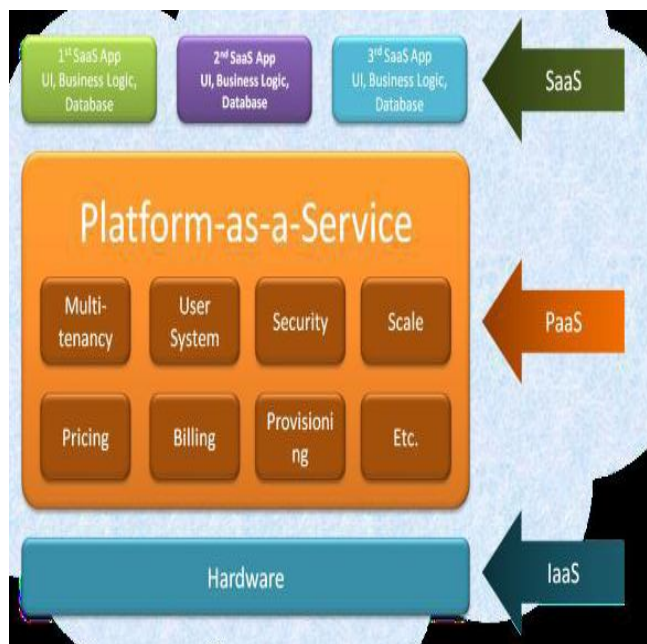 1st SaaS App
UI, Business Logic,
Database
2nd SaaS App
UI, Business Logic,
Database
3rd SaaS App
UI, Business Logic,
Database
SaaS
Platform-as-a-Service
Multi-
tenancy
User
System
Security
Scale
PaaS
Pricing
Billing
Provisioni
ng
Etc.
Hardware
IaaS